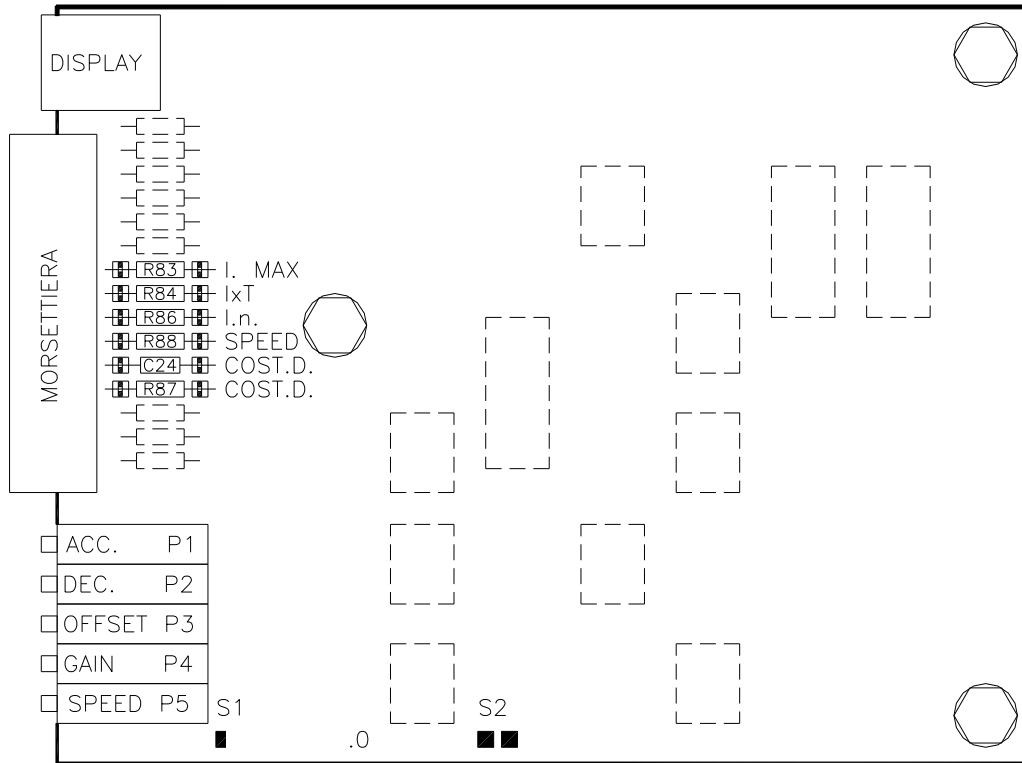 DISPLAY
MORSETTIERA
R83 I. MAX
R84 IxT
R86 I.n.
R88 SPEED
C24 COST.D.
R87 COST.D.
ACC. P1
DEC. P2
OFFSET P3
GAIN P4
SPEED P5
S1
S2
.0